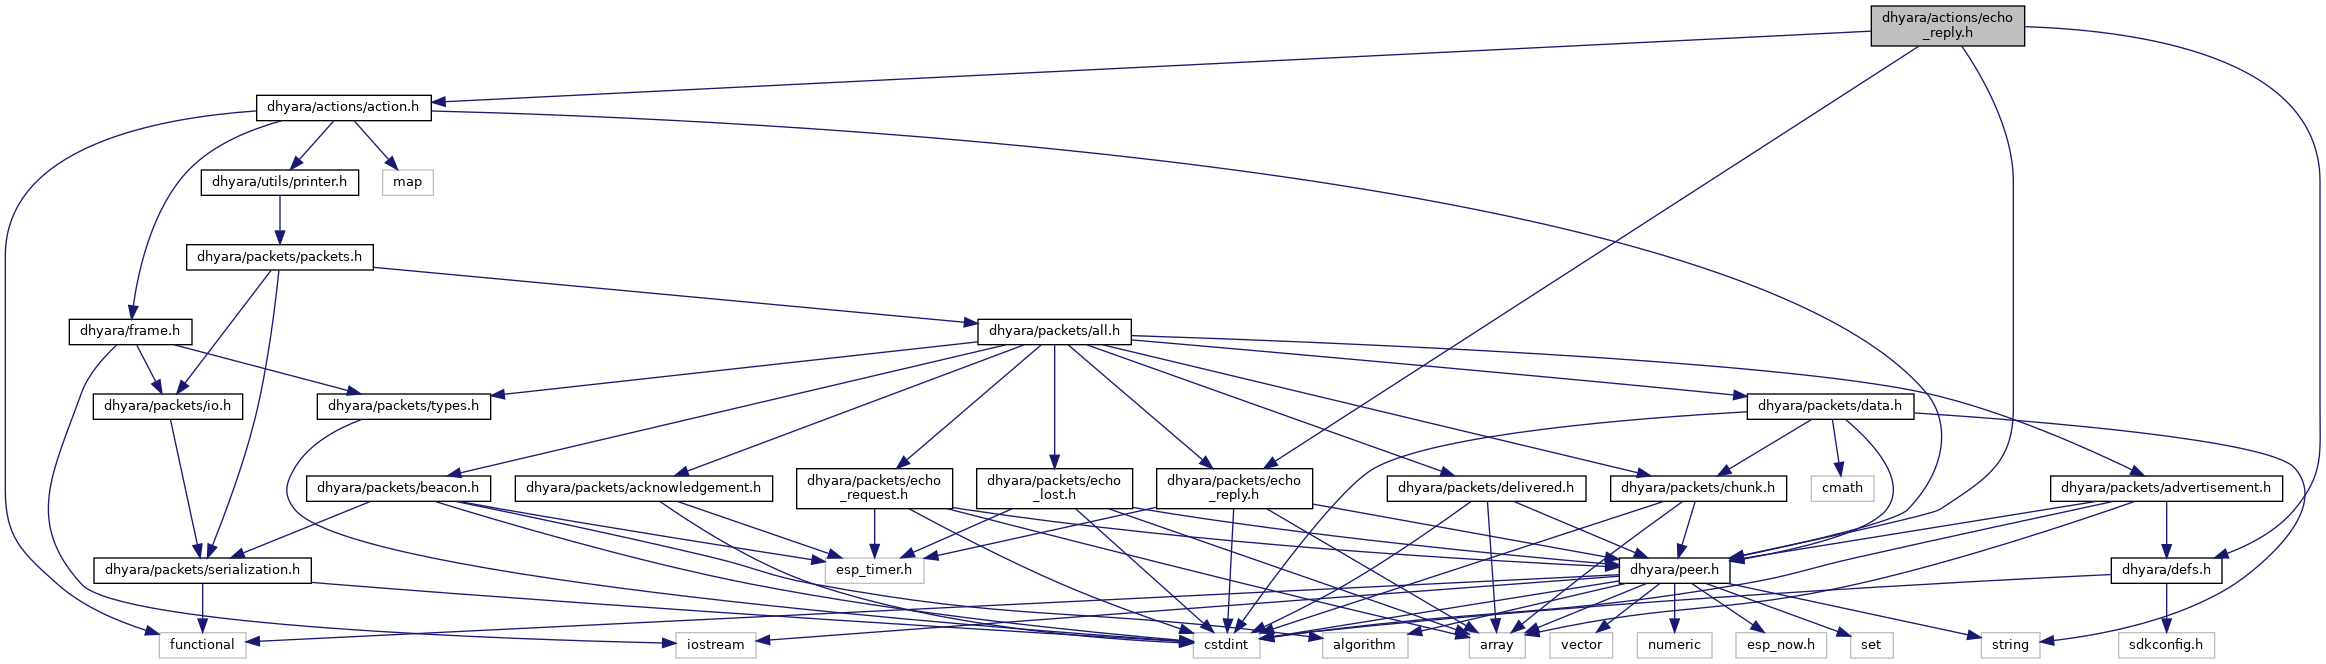 dhyara/actions/echo
_reply.h
dhyara/actions/action.h
dhyara/utils/printer.h
map
dhyara/packets/packets.h
dhyara/frame.h
dhyara/packets/all.h
dhyara/packets/io.h
dhyara/packets/types.h
dhyara/packets/data.h
dhyara/packets/beacon.h
dhyara/packets/acknowledgement.h
dhyara/packets/echo
_request.h
dhyara/packets/echo
_lost.h
dhyara/packets/echo
_reply.h
dhyara/packets/delivered.h
dhyara/packets/chunk.h
cmath
dhyara/packets/advertisement.h
dhyara/packets/serialization.h
esp_timer.h
dhyara/peer.h
dhyara/defs.h
functional
iostream
cstdint
algorithm
array
vector
numeric
esp_now.h
set
string
sdkconfig.h